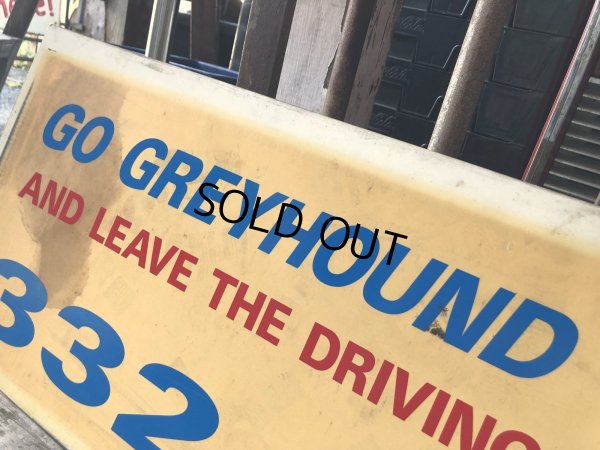 GO GREYHOUND
SOLD OUT
AND LEAVE THE DRIVING
332